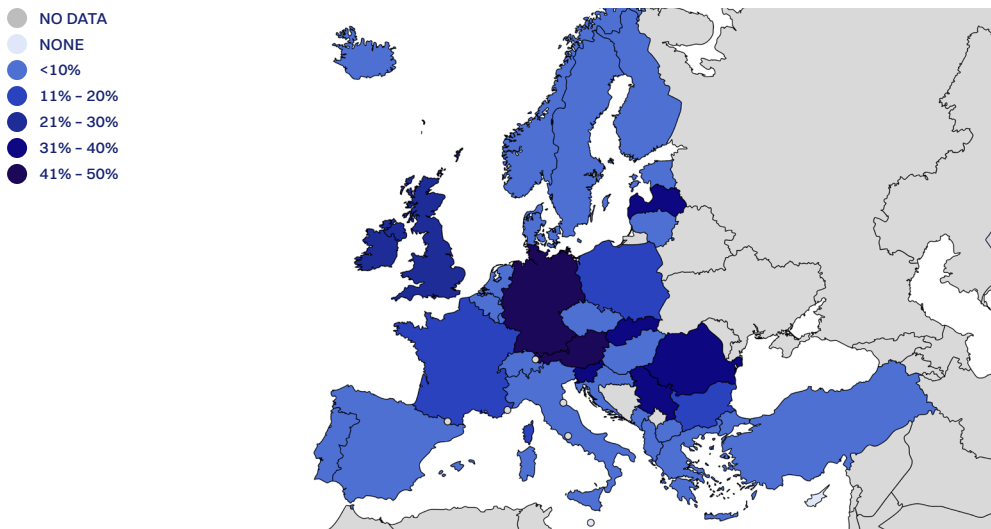 NO DATA
NONE
<10%
11% – 20%
21% – 30%
31% – 40%
41% – 50%